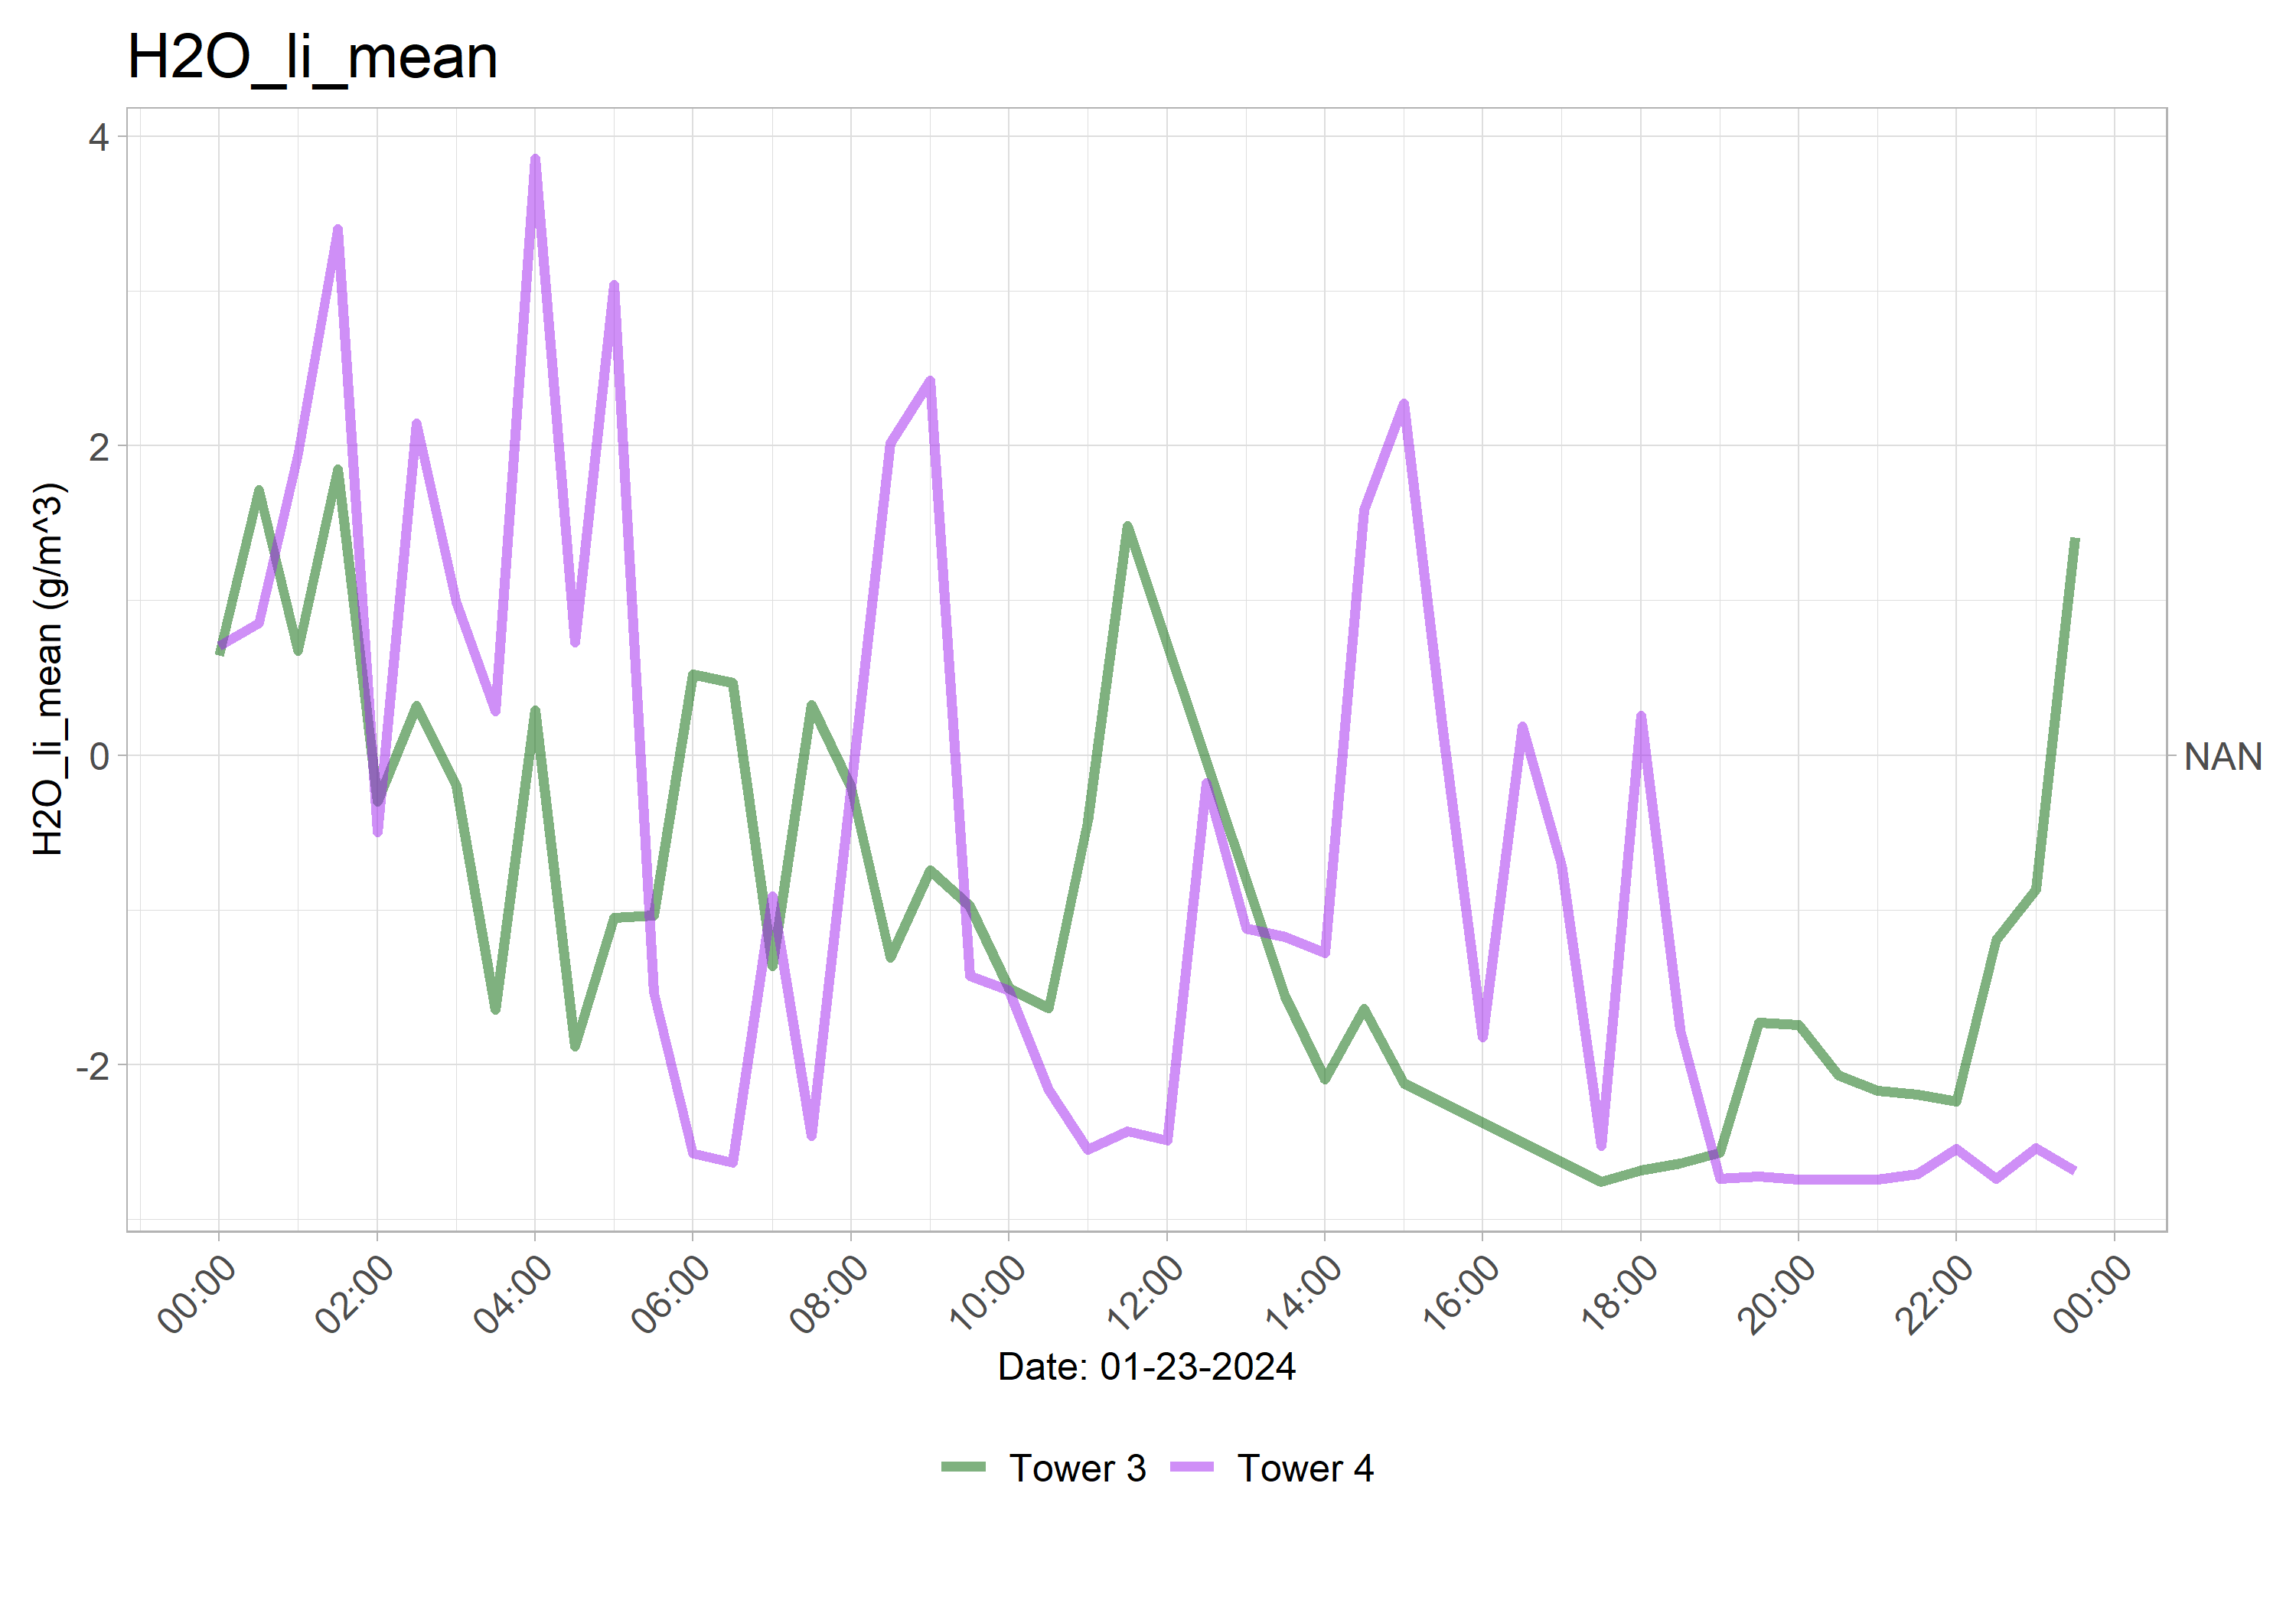 H2O_li_mean
4
2
0
-2
H2O_li_mean (g/m^3)
NAN
00:00 02:00 04:00 06:00 08:00 10:00 12:00 14:00 16:00 18:00 20:00 22:00 00:00
Date: 01-23-2024
Tower 3 Tower 4